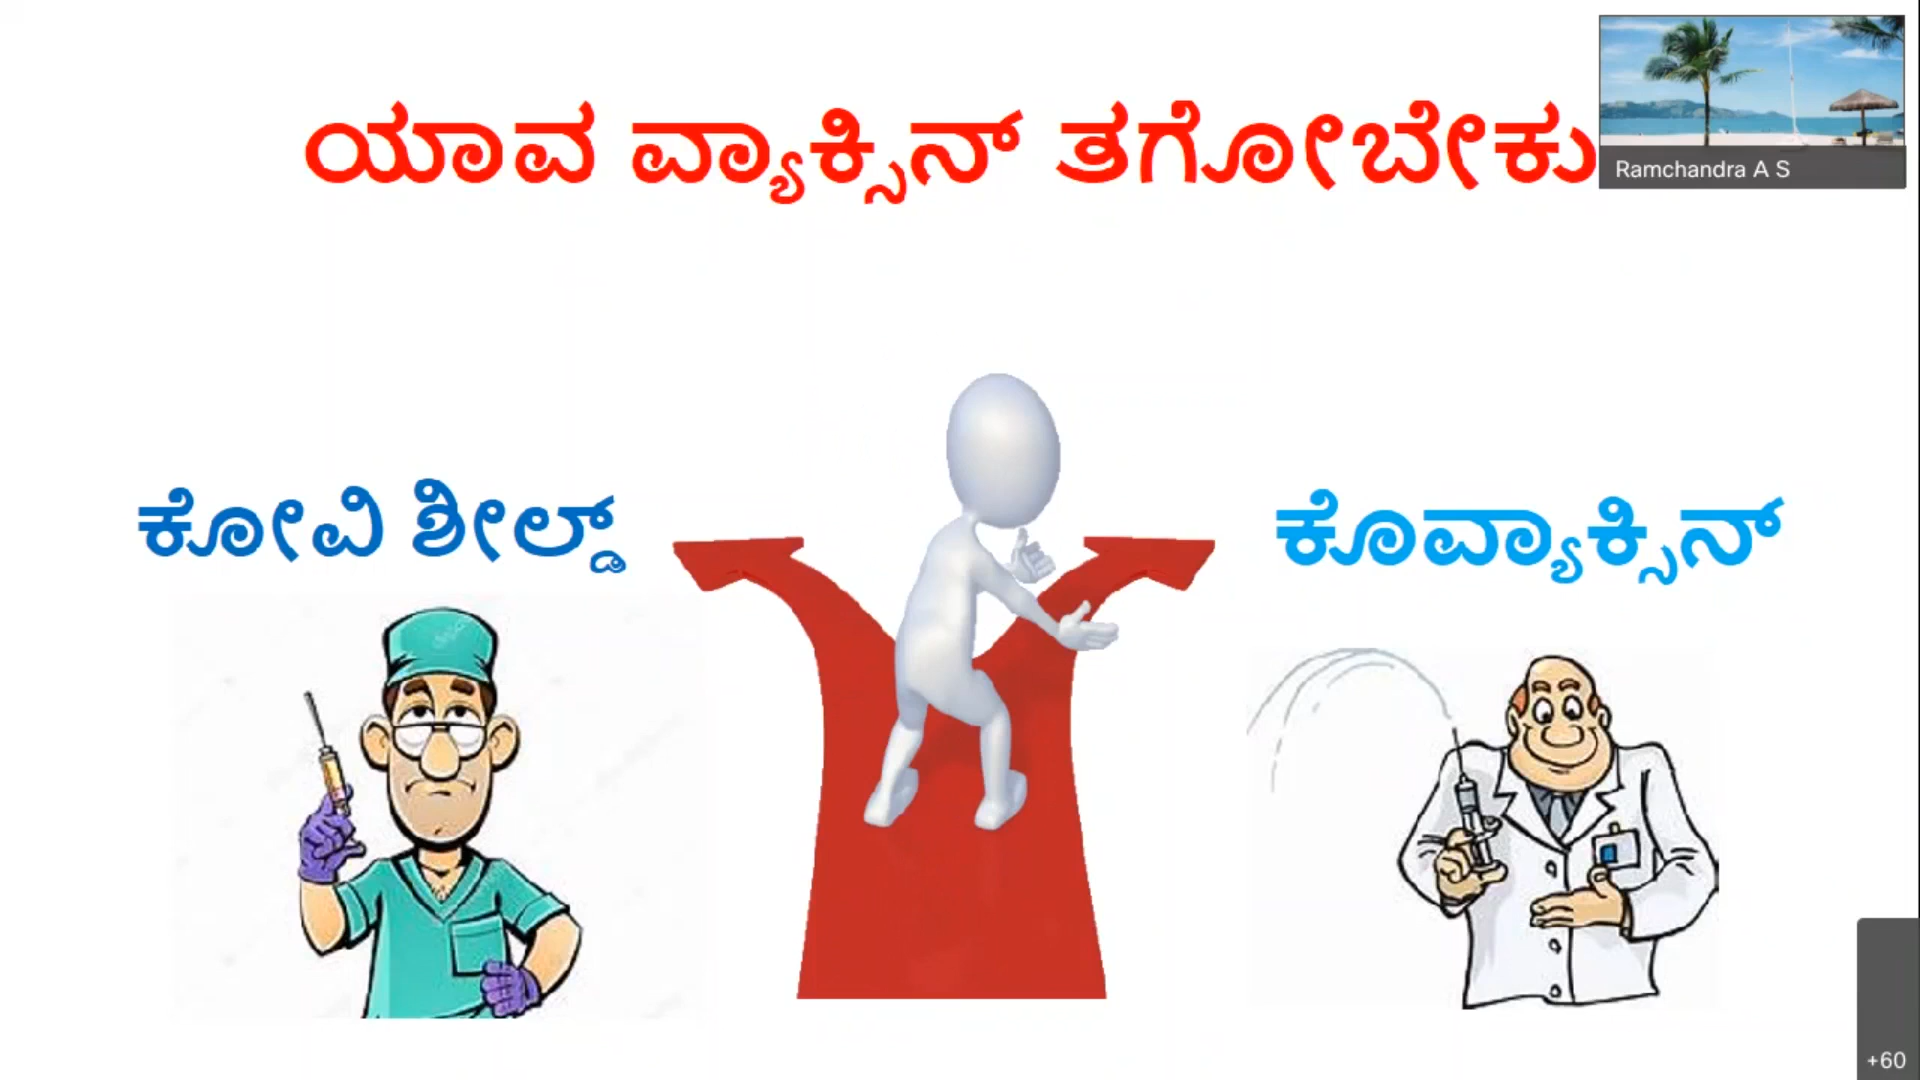 ಯಾವ ವ್ಯಾಕ್ಸಿನ್ ತಗೋಬೇಕು
Ramchandra A S
ಕೋವಿ ಶೀಲ್ಡ್
ಕೊವ್ಯಾಕ್ಸಿನ್
+60